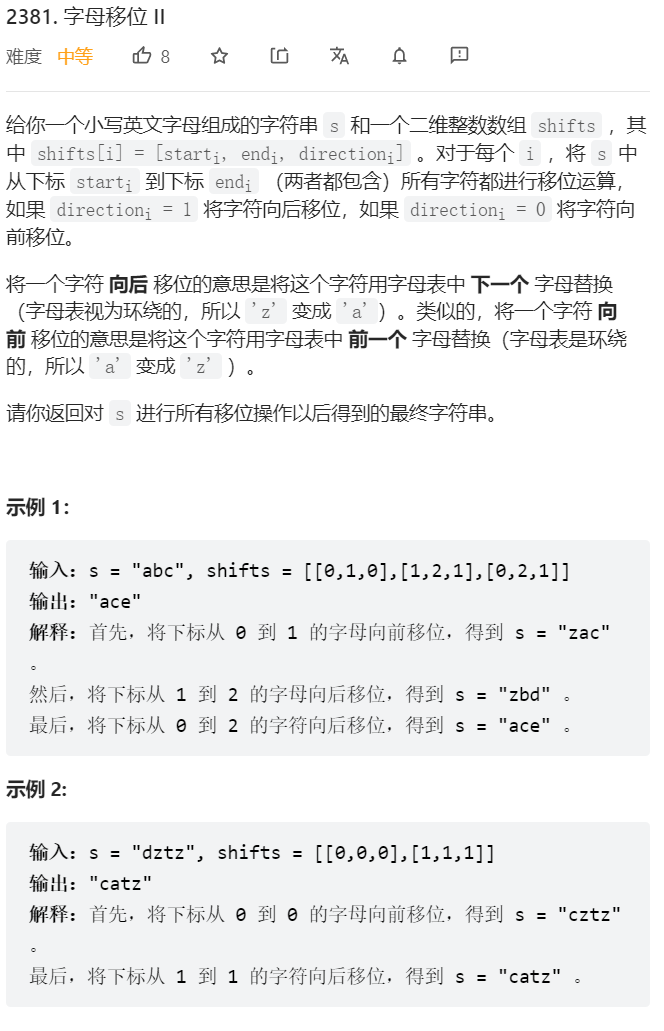 2381. 字母移位 II
难度 中等 8
给你一个小写英文字母组成的字符串 s 和一个二维整数数组 shifts ，其
中 shifts[i] = [starti, endi, directioni] 。对于每个 i ，将 s 中
从下标 starti 到下标 endi （两者都包含）所有字符都进行移位运算，
如果 directioni = 1 将字符向后移位，如果 directioni = 0 将字符向
前移位。
将一个字符 向后 移位的意思是将这个字符用字母表中 下一个 字母替换
（字母表视为环绕的，所以 'z' 变成 'a'）。类似的，将一个字符 向
前 移位的意思是将这个字符用字母表中 前一个 字母替换（字母表是环绕
的，所以 'a' 变成 'z' ）。
请你返回对 s 进行所有移位操作以后得到的最终字符串。
示例 1：
输入：s = "abc", shifts = [[0,1,0],[1,2,1],[0,2,1]]
输出："ace"
解释：首先，将下标从 0 到 1 的字母向前移位，得到 s = "zac"
。
然后，将下标从 1 到 2 的字母向后移位，得到 s = "zbd" 。
最后，将下标从 0 到 2 的字符向后移位，得到 s = "ace" 。
示例 2:
输入：s = "dztz", shifts = [[0,0,0],[1,1,1]]
输出："catz"
解释：首先，将下标从 0 到 0 的字母向前移位，得到 s = "cztz"
。
最后，将下标从 1 到 1 的字符向后移位，得到 s = "catz" 。